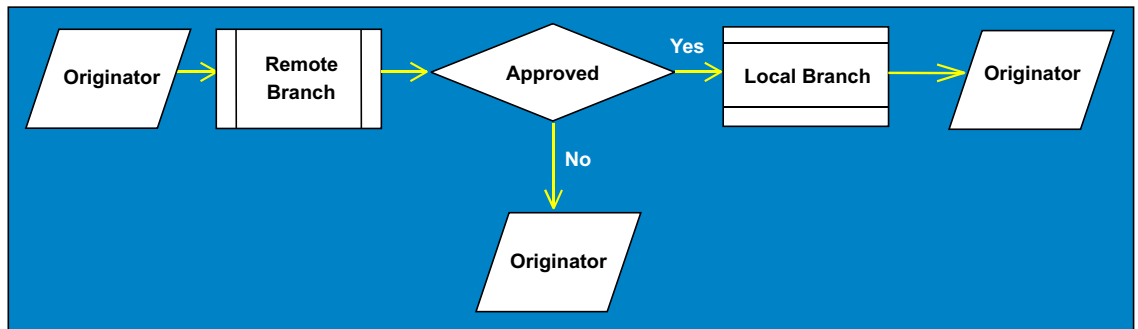 Originator
Remote
Branch
Approved
Yes
Local Branch
Originator
No
Originator